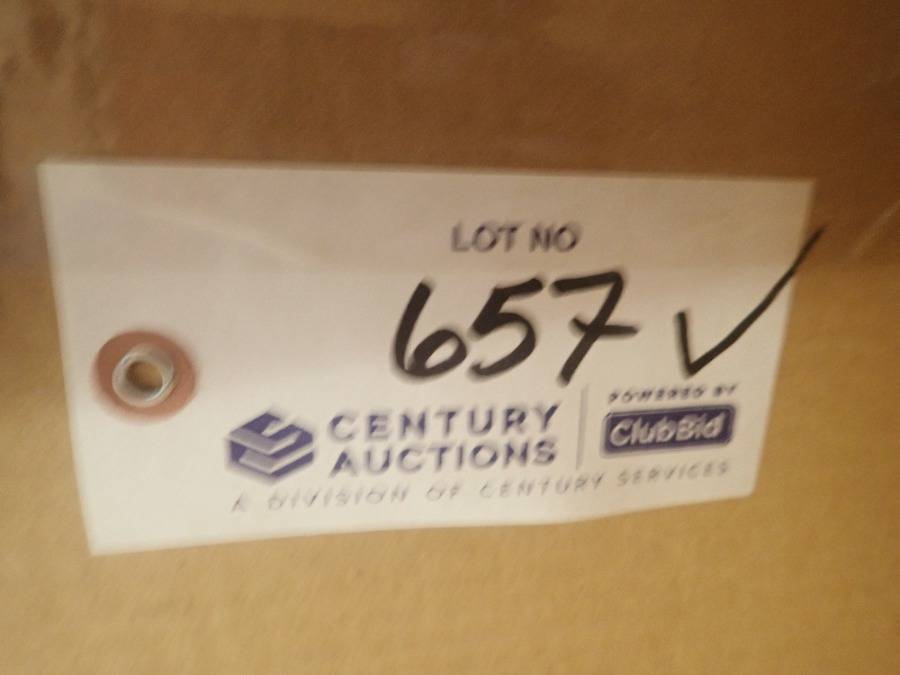 LOT NO
657 ✓
CENTURY
AUCTIONS
POWERED BY
ClubBid
A DIVISION OF CENTURY SERVICES